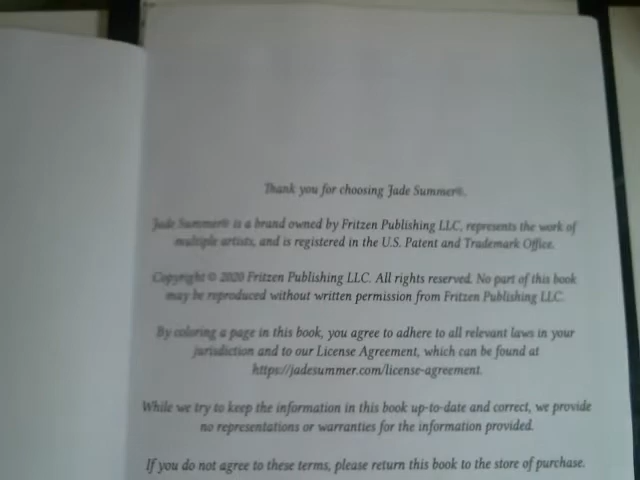 Thank you for choosing Jade Summer®.
Jade Summer® is a brand owned by Fritzen Publishing LLC, represents the work of
multiple artists, and is registered in the U.S. Patent and Trademark Office.
Copyright © 2020 Fritzen Publishing LLC. All rights reserved. No part of this book
may be reproduced without written permission from Fritzen Publishing LLC.
By coloring a page in this book, you agree to adhere to all relevant laws in your
jurisdiction and to our License Agreement, which can be found at
https://jadesummer.com/license-agreement.
While we try to keep the information in this book up-to-date and correct, we provide
no representations or warranties for the information provided.
If you do not agree to these terms, please return this book to the store of purchase.